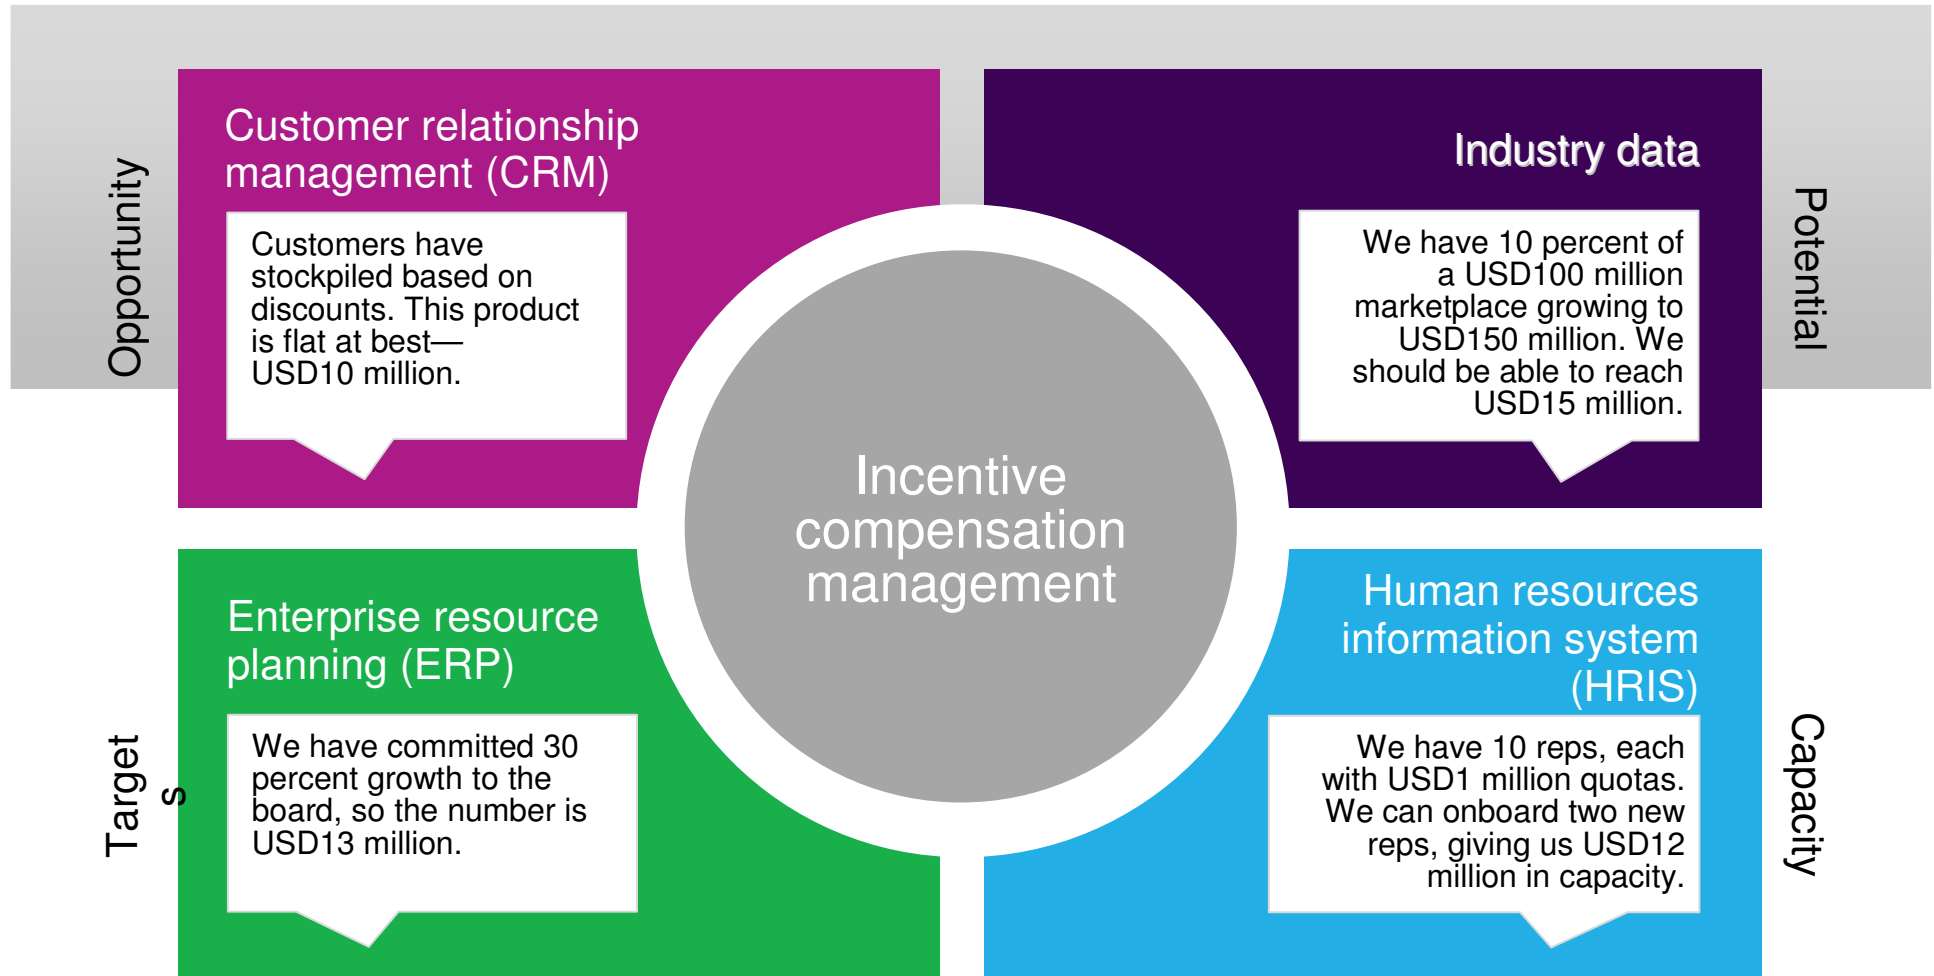 Opportunity
Customer relationship
management (CRM)
Customers have
stockpiled based on
discounts. This product
is flat at best—
USD10 million.
Industry data
We have 10 percent of
a USD100 million
marketplace growing to
USD150 million. We
should be able to reach
USD15 million.
Potential
Incentive
compensation
management
Target
s
Enterprise resource
planning (ERP)
We have committed 30
percent growth to the
board, so the number is
USD13 million.
Human resources
information system
(HRIS)
We have 10 reps, each
with USD1 million quotas.
We can onboard two new
reps, giving us USD12
million in capacity.
Capacity